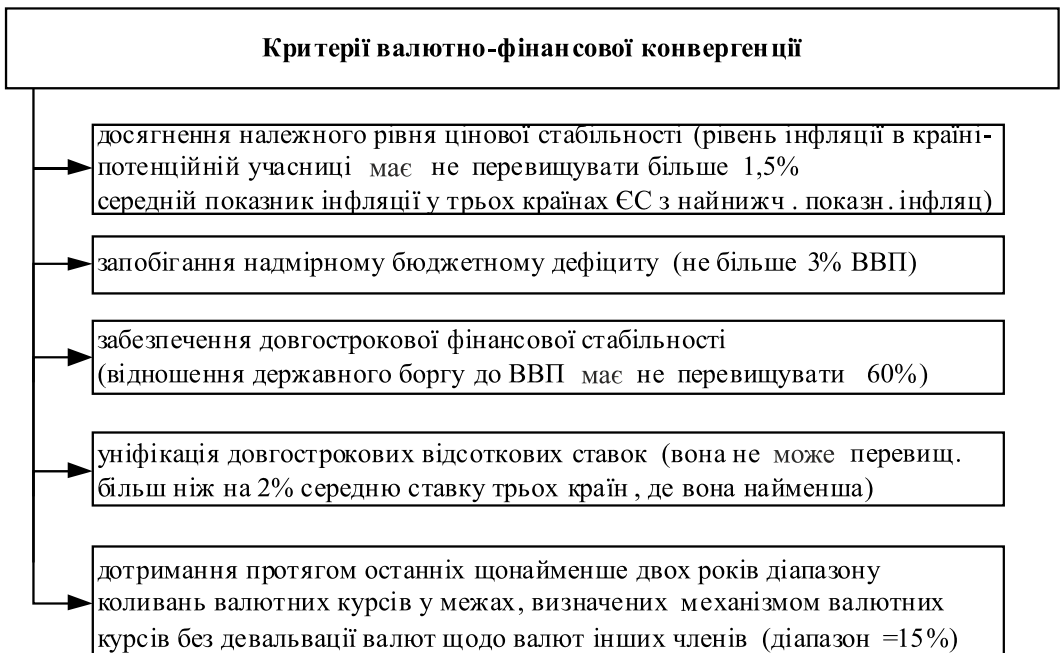 Критерії валютно-фінансової конвергенції
досягнення належного рівня цінової стабільності (рівень інфляції в країні-
потенційній учасниці має не перевищувати більше 1,5%
середній показник інфляції у трьох країнах ЄС з найнижч. показн. інфляц)
запобігання надмірному бюджетному дефіциту (не більше 3% ВВП)
забезпечення довгострокової фінансової стабільності
(відношення державного боргу до ВВП має не перевищувати 60%)
уніфікація довгострокових відсоткових ставок (вона не може перевищ.
більш ніж на 2% середню ставку трьох країн, де вона найменша)
дотримання протягом останніх щонайменше двох років діапазону
коливань валютних курсів у межах, визначених механізмом валютних
курсів без девальвації валют щодо валют інших членів (діапазон =15%)